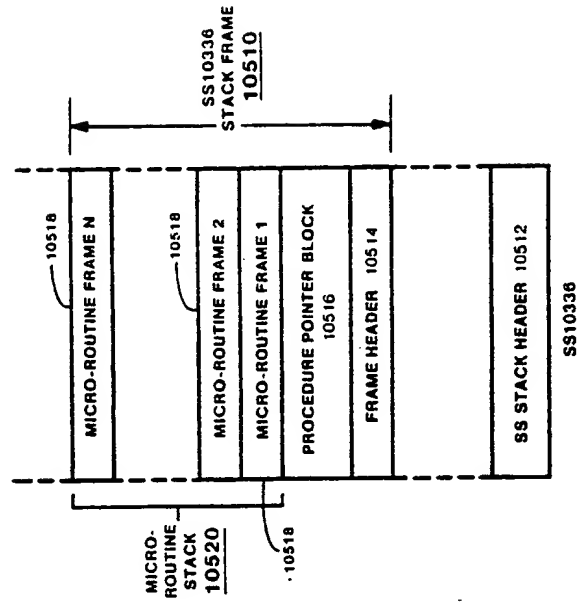 10518
MICRO-ROUTINE FRAME N
SS10336
STACK FRAME
10510
10518
MICRO-ROUTINE FRAME 2
MICRO-ROUTINE FRAME 1
MICRO-
ROUTINE
STACK
10520
10518
PROCEDURE POINTER BLOCK
10516
FRAME HEADER 10514
SS STACK HEADER 10512
SS10336